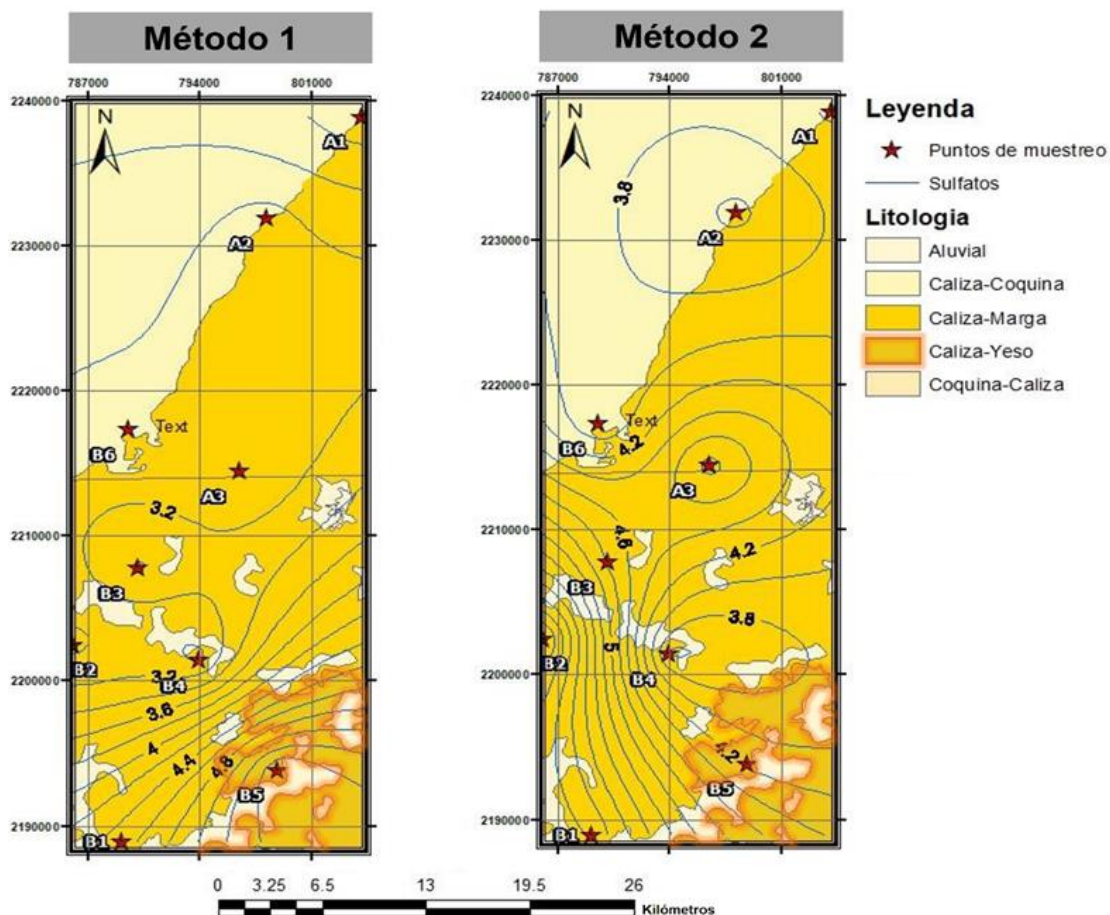 Método 1
787000 794000 801000
2240000
2230000
2220000
2210000
2200000
2190000
N
A1
A2
Text
B6
A3
3.2
B3
B2
B4
3.2
3.6
4
4.4
4.8
B5
B1
Método 2
787000 794000 801000
2240000
2230000
2220000
2210000
2200000
2190000
N
A1
3.8
A2
Text
4.2
B6
A3
4.6
4.2
B3
3.8
5
B2
B4
4.2
B5
B1
Leyenda
Puntos de muestreo
Sulfatos
Litologia
Aluvial
Caliza-Coquina
Caliza-Marga
Caliza-Yeso
Coquina-Caliza
0 3.25 6.5 13 19.5 26
Kilómetros